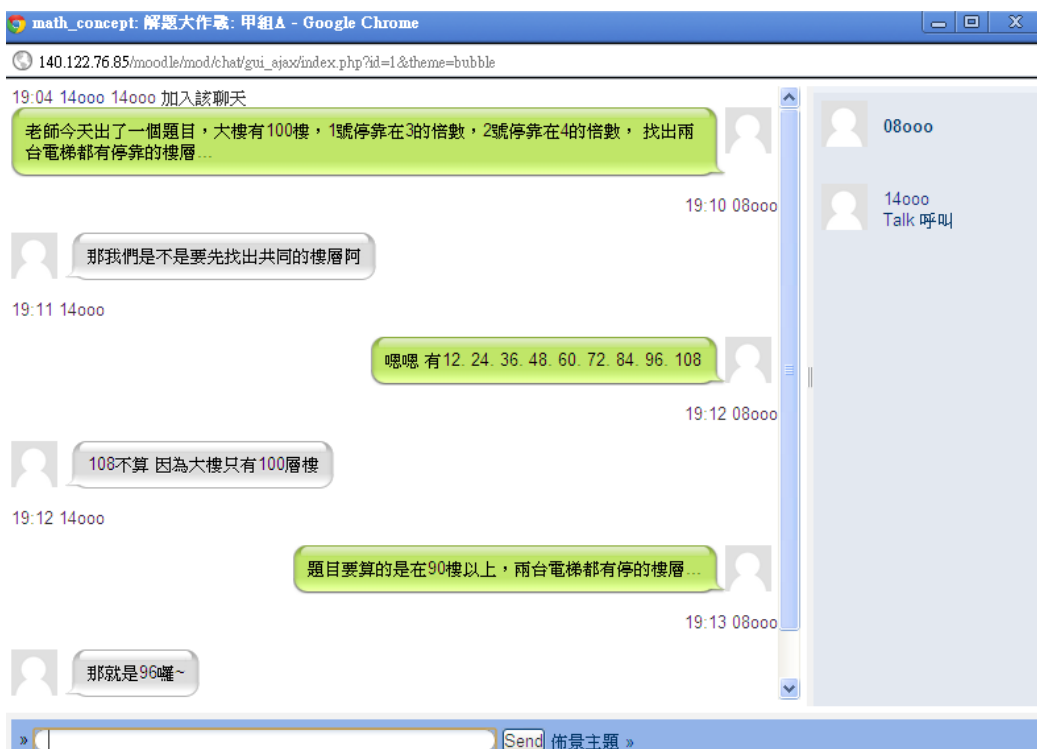 math_concept: 解題大作戰: 甲組A - Google Chrome
140.122.76.85/moodle/mod/chat/gui_ajax/index.php?id=1&theme=bubble
19:04 14ooo 14ooo 加入該聊天
老師今天出了一個題目，大樓有100樓，1號停靠在3的倍數，2號停靠在4的倍數， 找出兩
台電梯都有停靠的樓層...
19:10 08ooo
那我們是不是要先找出共同的樓層阿
19:11 14ooo
嗯嗯 有12. 24. 36. 48. 60. 72. 84. 96. 108
19:12 08ooo
108不算 因為大樓只有100層樓
19:12 14ooo
題目要算的是在90樓以上，兩台電梯都有停的樓層...
19:13 08ooo
那就是96囉~
08ooo
14ooo
Talk 呼叫
» Send 佈景主題 »